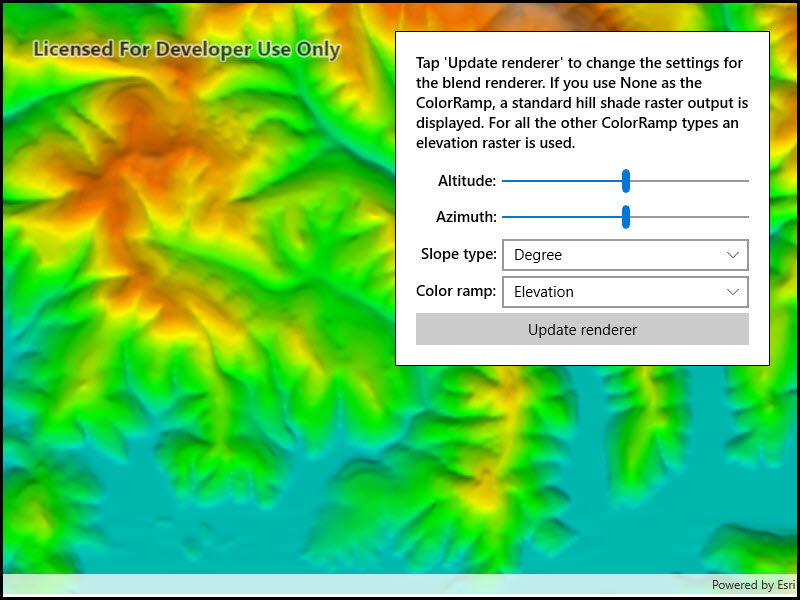 Licensed For Developer Use Only
Tap 'Update renderer' to change the settings for
the blend renderer. If you use None as the
ColorRamp, a standard hill shade raster output is
displayed. For all the other ColorRamp types an
elevation raster is used.
Altitude:
Azimuth:
Slope type: Degree
Color ramp: Elevation
Update renderer
Powered by Esri